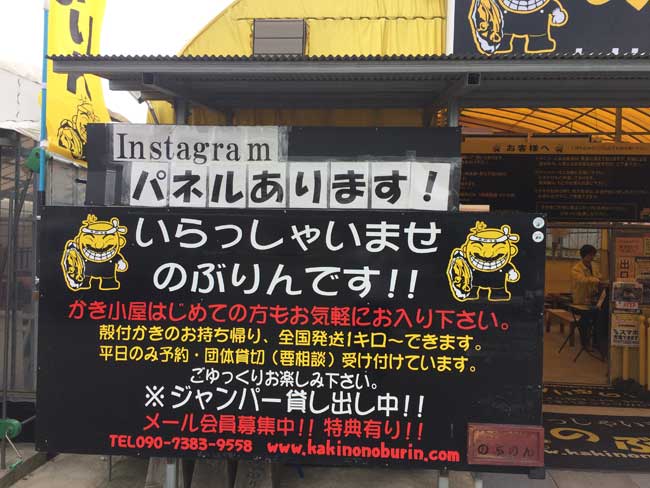 Instagram
パネルあります！
いらっしゃいませ
のぶりんです!!
かき小屋はじめての方もお気軽にお入り下さい。
殻付かきのお持ち帰り、全国発送1キロ～できます。
平日のみ予約・団体貸切（要相談）受け付けています。
ごゆっくりお楽しみ下さい。
※ジャンパー貸し出し中!!
メール会員募集中!! 特典有り!!
TEL090-7383-9558 www.kakinonoburin.com
のぶりん
お客様へ
出口